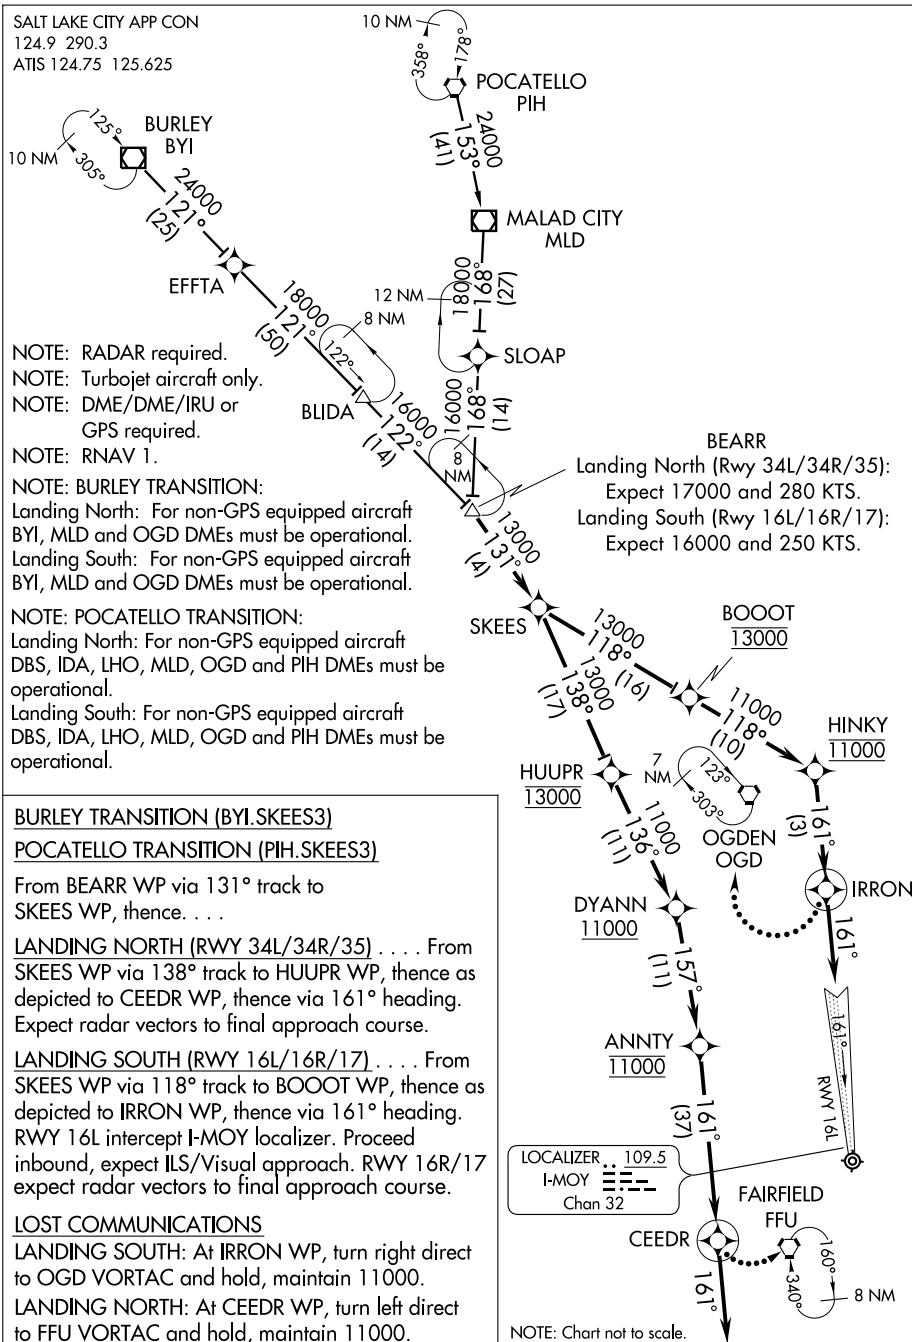 SALT LAKE CITY APP CON
124.9 290.3
ATIS 124.75 125.625
10 NM
358°
178°
POCATELLO
PIH
24000
153°
(41)
BURLEY
BYI
10 NM
125°
305°
24000
121°
(25)
MALAD CITY
MLD
EFFTA
18000
168°
(27)
12 NM
SLOAP
18000
121°
(50)
8 NM
122°
BLIDA
16000
168°
(14)
16000
122°
(14)
8
NM
NOTE: RADAR required.
NOTE: Turbojet aircraft only.
NOTE: DME/DME/IRU or
GPS required.
NOTE: RNAV 1.
NOTE: BURLEY TRANSITION:
Landing North: For non-GPS equipped aircraft
BYI, MLD and OGD DMEs must be operational.
Landing South: For non-GPS equipped aircraft
BYI, MLD and OGD DMEs must be operational.
NOTE: POCATELLO TRANSITION:
Landing North: For non-GPS equipped aircraft
DBS, IDA, LHO, MLD, OGD and PIH DMEs must be
operational.
Landing South: For non-GPS equipped aircraft
DBS, IDA, LHO, MLD, OGD and PIH DMEs must be
operational.
BEARR
Landing North (Rwy 34L/34R/35):
Expect 17000 and 280 KTS.
Landing South (Rwy 16L/16R/17):
Expect 16000 and 250 KTS.
13000
131°
(4)
SKEES
13000
118°
(16)
BOOOT
13000
13000
138°
(17)
11000
118°
(10)
HINKY
11000
HUUPR
13000
7
NM
123°
303°
OGDEN
OGD
161°
(3)
IRRON
11000
136°
(11)
DYANN
11000
157°
(11)
161°
ANNTY
11000
161°
RWY 16L
161°
(37)
LOCALIZER 109.5
I-MOY
Chan 32
CEEDR
FAIRFIELD
FFU
160°
340°
8 NM
161°
NOTE: Chart not to scale.
BURLEY TRANSITION (BYI.SKEES3)
POCATELLO TRANSITION (PIH.SKEES3)
From BEARR WP via 131° track to
SKEES WP, thence. . . .
LANDING NORTH (RWY 34L/34R/35) . . . . From
SKEES WP via 138° track to HUUPR WP, thence as
depicted to CEEDR WP, thence via 161° heading.
Expect radar vectors to final approach course.
LANDING SOUTH (RWY 16L/16R/17) . . . . From
SKEES WP via 118° track to BOOOT WP, thence as
depicted to IRRON WP, thence via 161° heading.
RWY 16L intercept I-MOY localizer. Proceed
inbound, expect ILS/Visual approach. RWY 16R/17
expect radar vectors to final approach course.
LOST COMMUNICATIONS
LANDING SOUTH: At IRRON WP, turn right direct
to OGD VORTAC and hold, maintain 11000.
LANDING NORTH: At CEEDR WP, turn left direct
to FFU VORTAC and hold, maintain 11000.